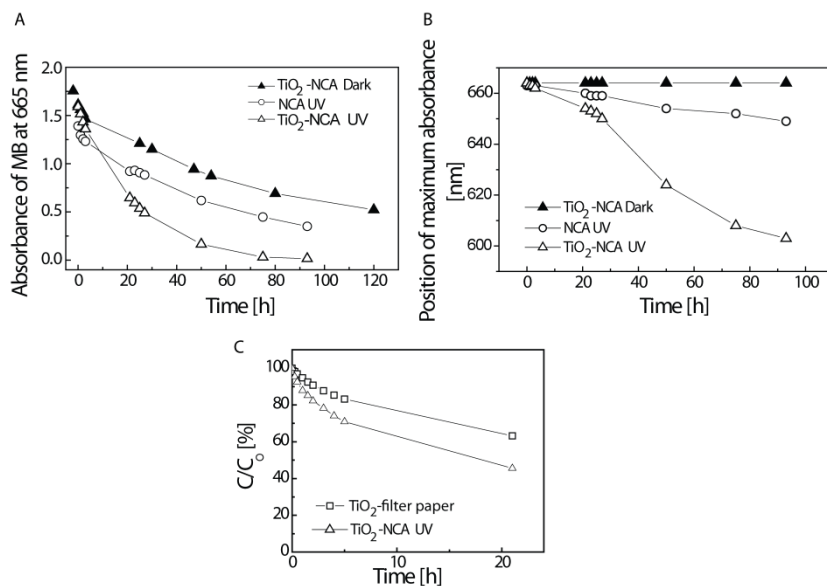 A
Absorbance of MB at 665 nm
2.0
1.5
1.0
0.5
0.0
TiO2-NCA Dark
NCA UV
TiO2-NCA UV
0 20 40 60 80 100 120
Time [h]
B
Position of maximum absorbance
[nm]
660
640
620
600
TiO2-NCA Dark
NCA UV
TiO2-NCA UV
0 20 40 60 80 100
Time [h]
C
C/Co [%]
100
80
60
40
20
0
TiO2-filter paper
TiO2-NCA UV
0 10 20
Time [h]